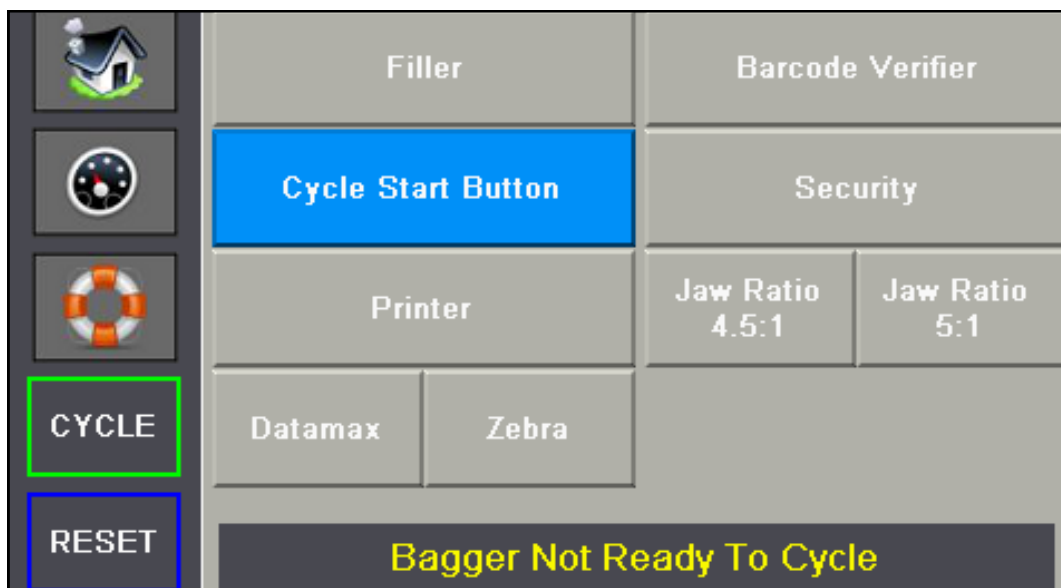 Filler
Barcode Verifier
Cycle Start Button
Security
Printer
Jaw Ratio
4.5:1
Jaw Ratio
5:1
CYCLE
Datamax
Zebra
RESET
Bagger Not Ready To Cycle